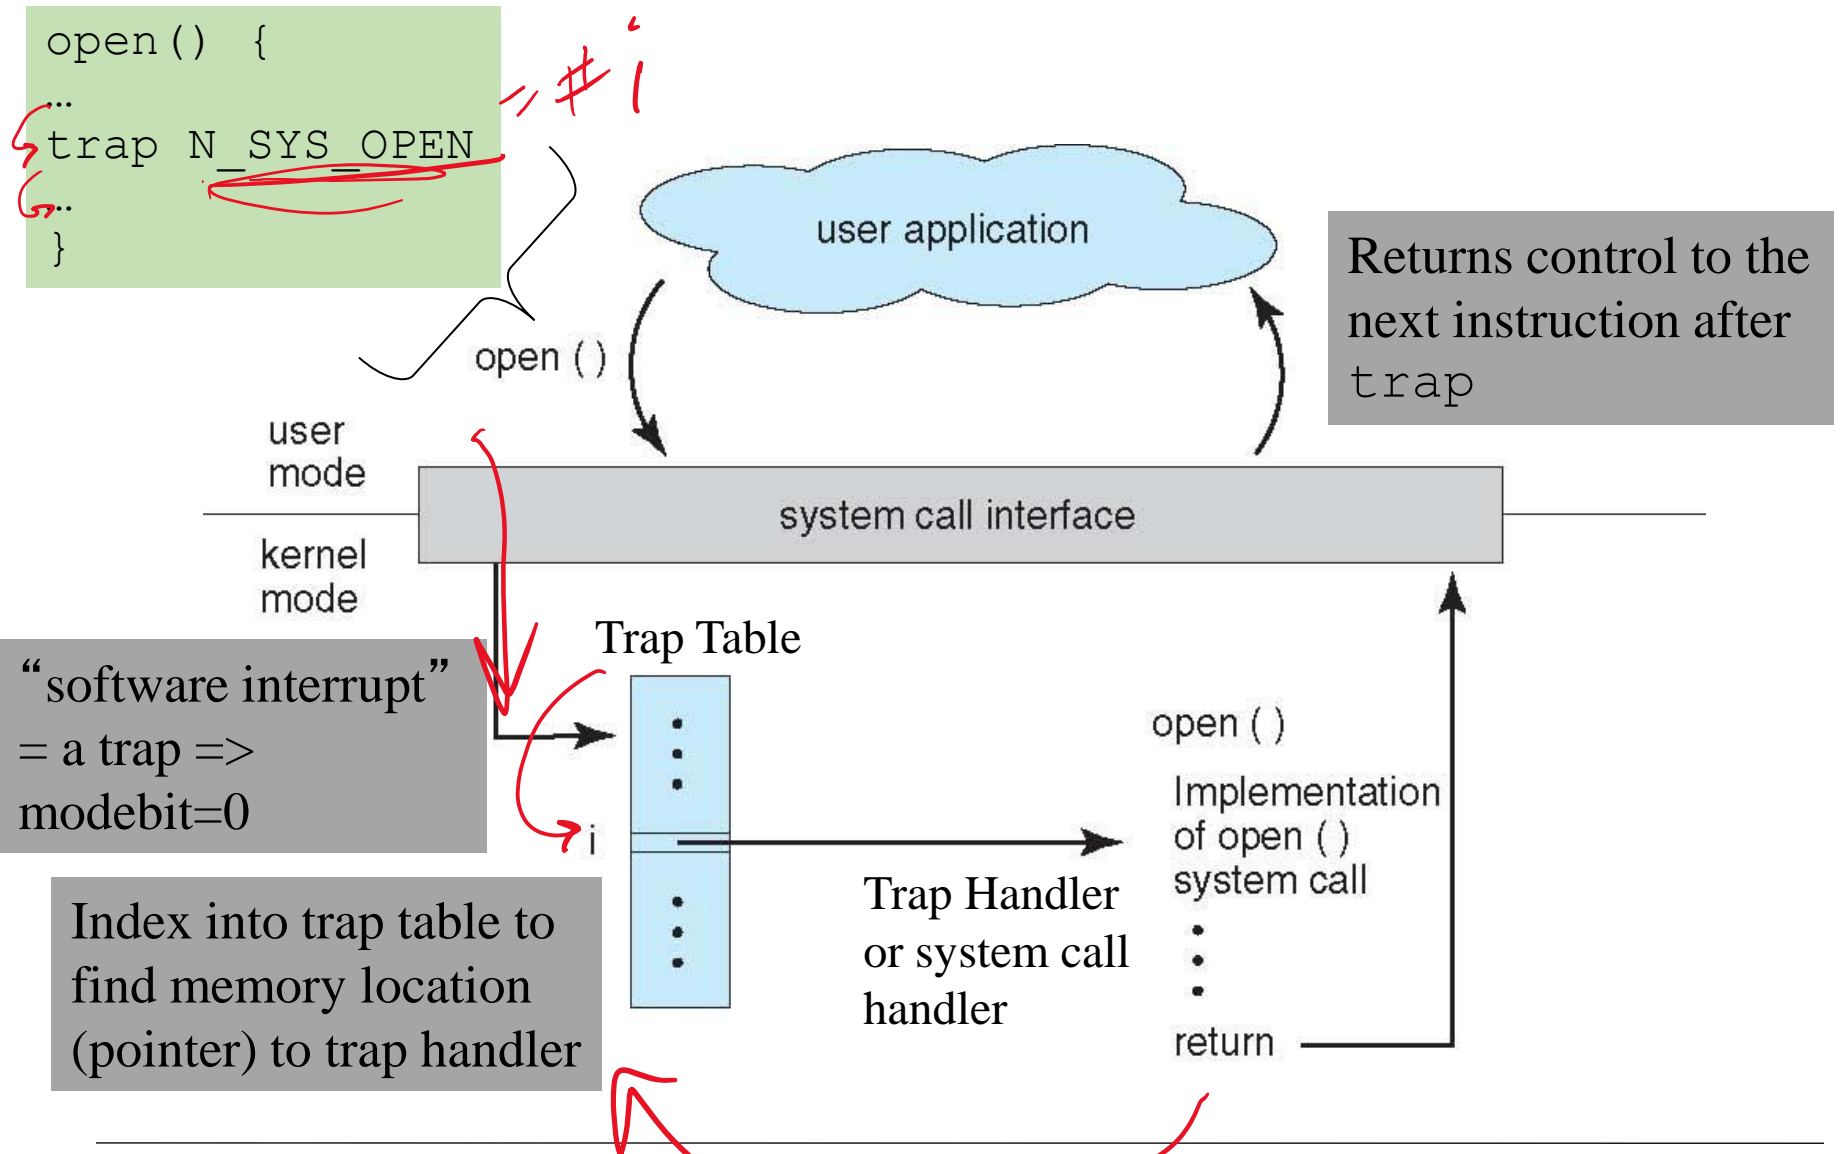 open() {
…
trap N_SYS_OPEN
…
}
= # i
user application
Returns control to the
next instruction after
trap
open ( )
user
mode
system call interface
kernel
mode
“software interrupt”
= a trap =>
modebit=0
Trap Table
i
open ( )
Implementation
of open ( )
system call
return
Trap Handler
or system call
handler
Index into trap table to
find memory location
(pointer) to trap handler